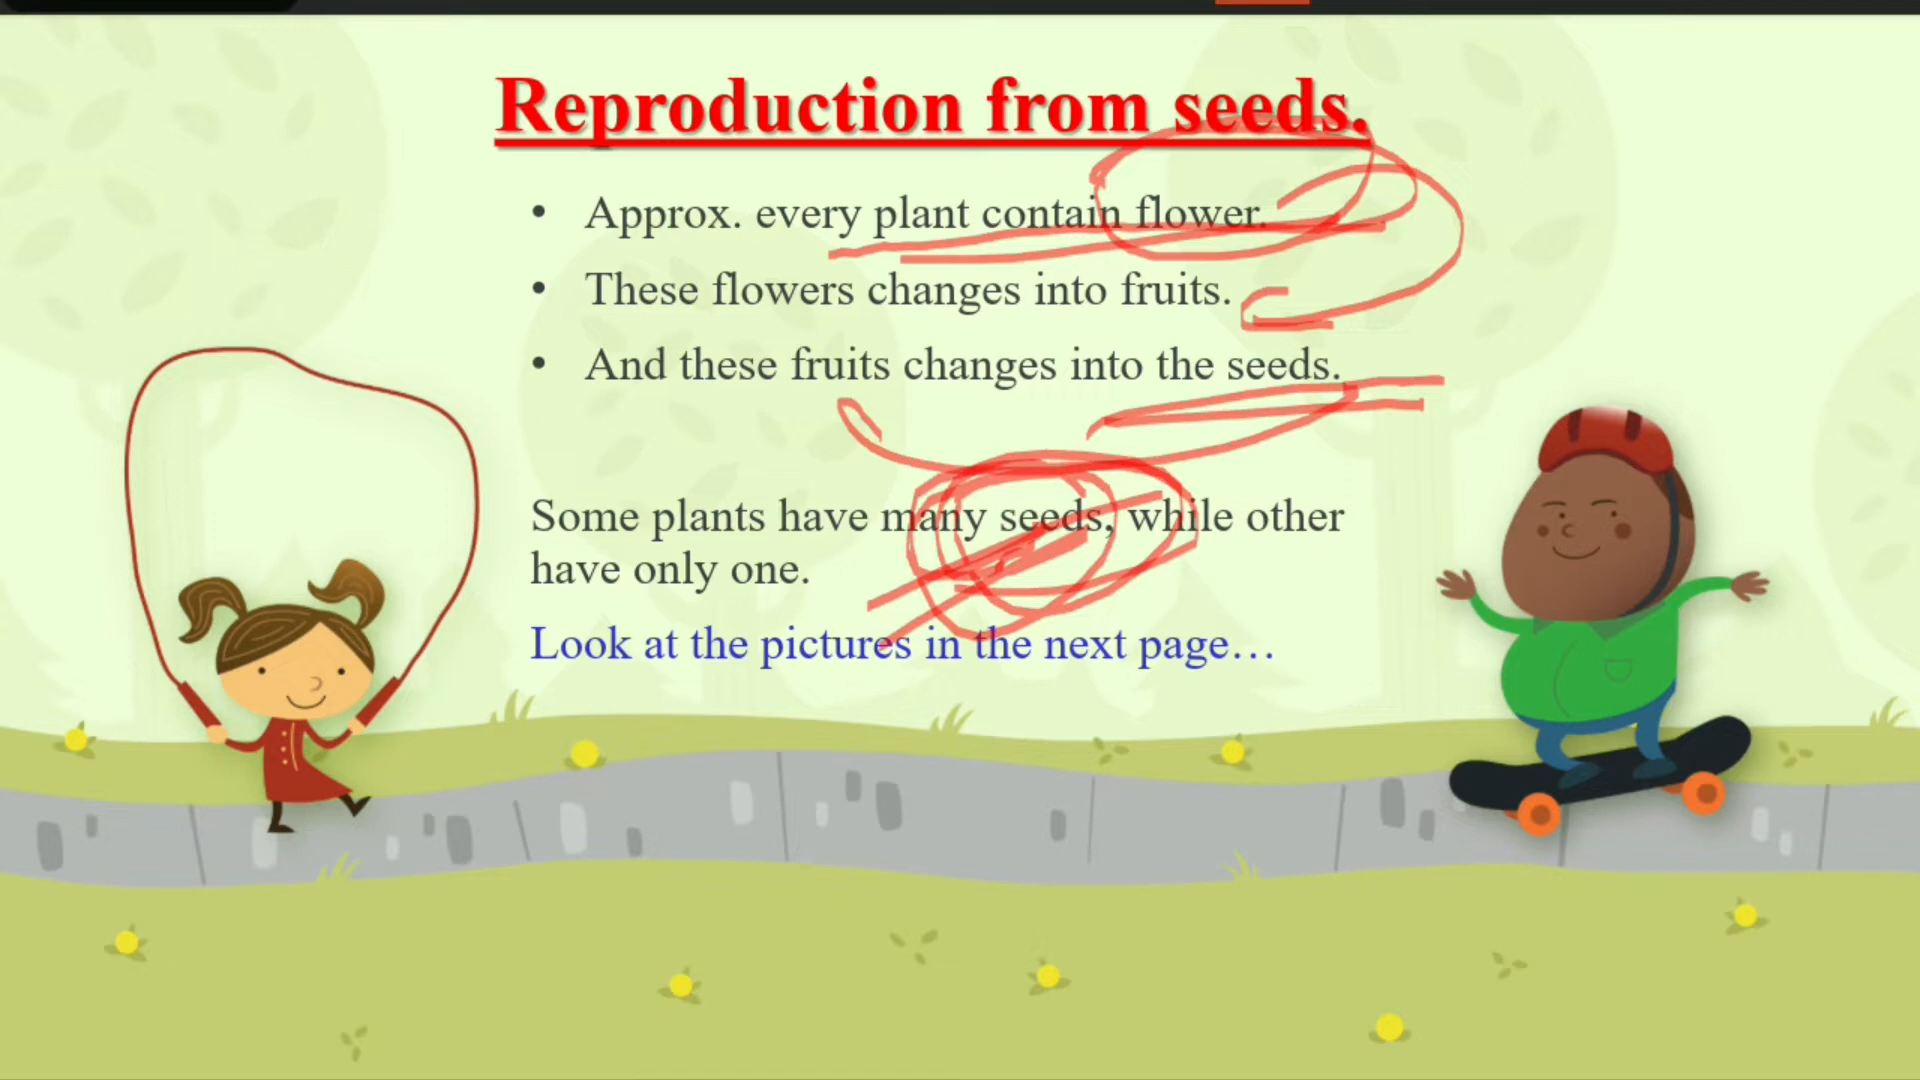 Reproduction from seeds.
• Approx. every plant contain flower.
• These flowers changes into fruits.
• And these fruits changes into the seeds.
Some plants have many seeds, while other
have only one.
Look at the pictures in the next page…